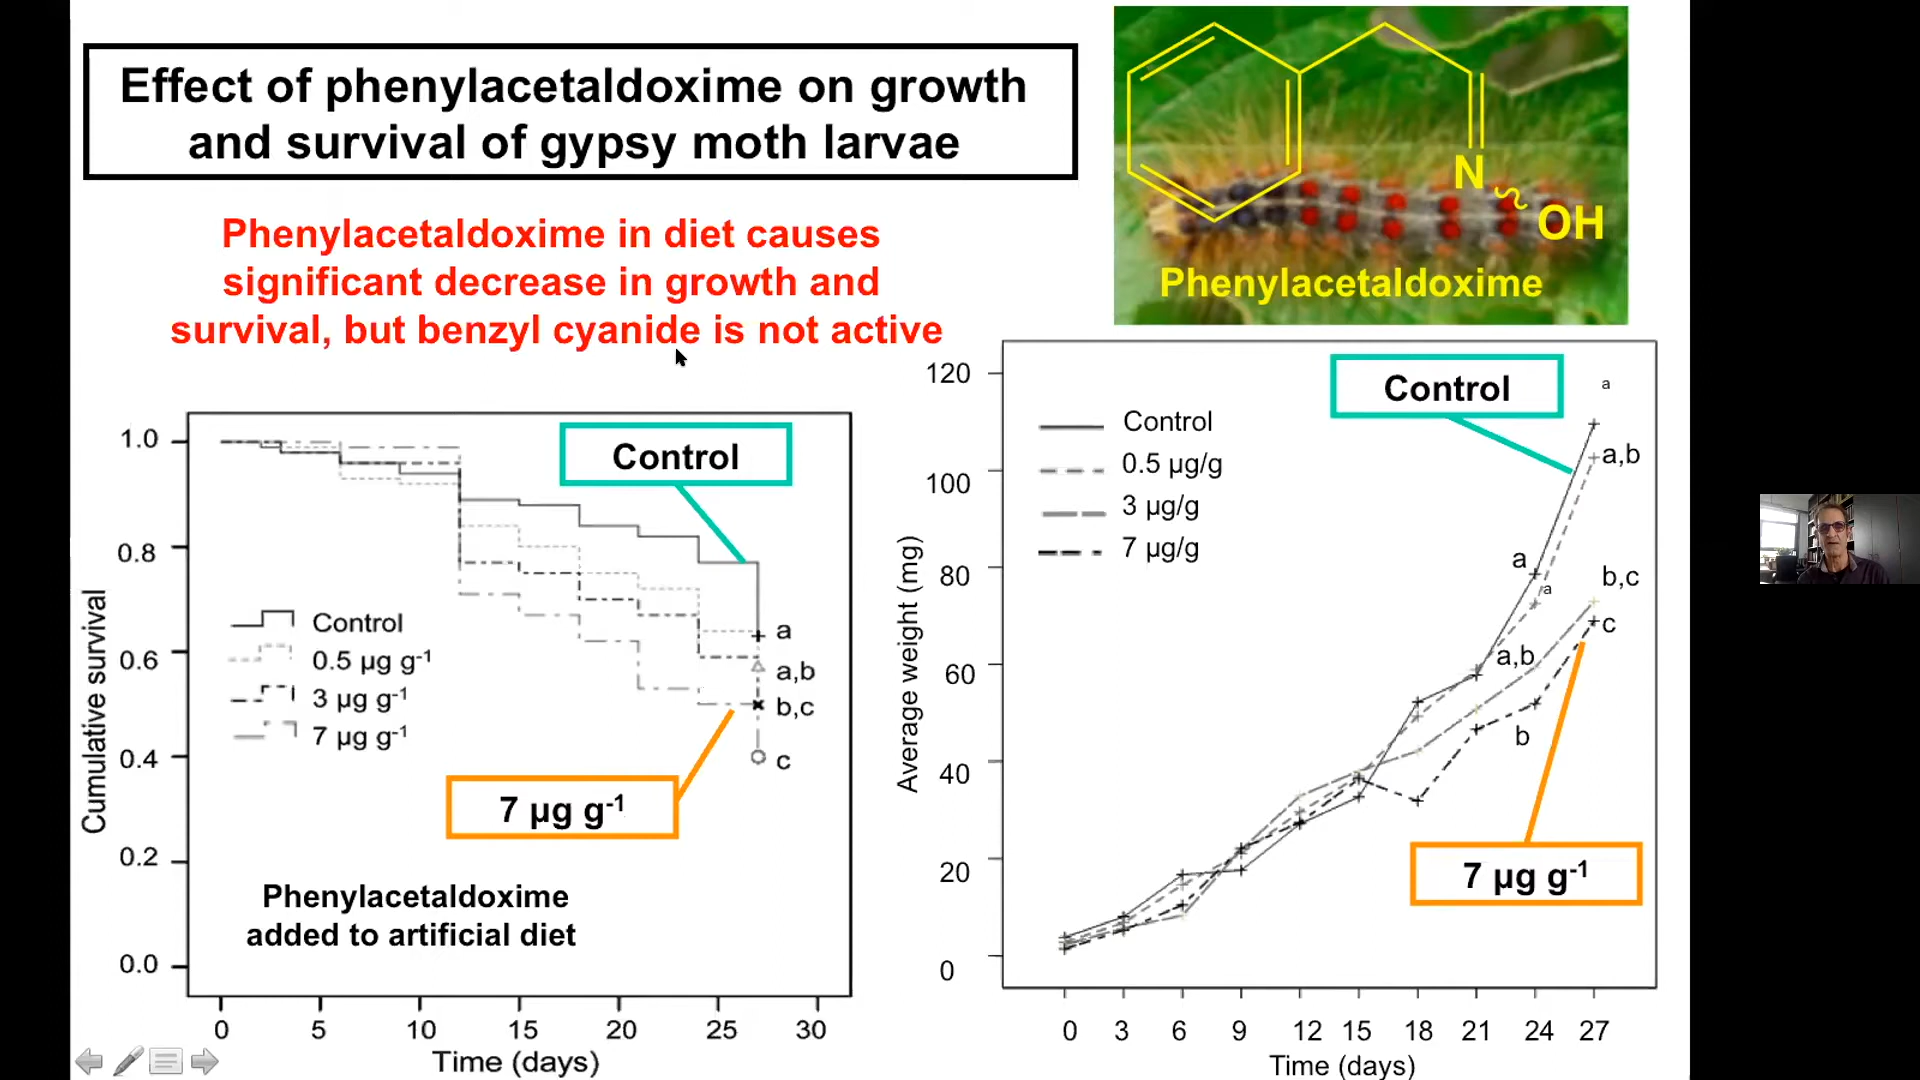 Effect of phenylacetaldoxime on growth
and survival of gypsy moth larvae
Phenylacetaldoxime in diet causes
significant decrease in growth and
survival, but benzyl cyanide is not active
N
OH
Phenylacetaldoxime
Cumulative survival
1.0
0.8
0.6
0.4
0.2
0.0
Control
Control
0.5 µg g-1
3 µg g-1
7 µg g-1
a
a,b
b,c
c
7 µg g-1
Phenylacetaldoxime
added to artificial diet
0 5 10 15 20 25 30
Time (days)
Average weight (mg)
120
100
80
60
40
20
0
Control
0.5 µg/g
3 µg/g
7 µg/g
Control
a
a,b
a
a
b,c
c
a,b
b
7 µg g-1
0 3 6 9 12 15 18 21 24 27
Time (days)